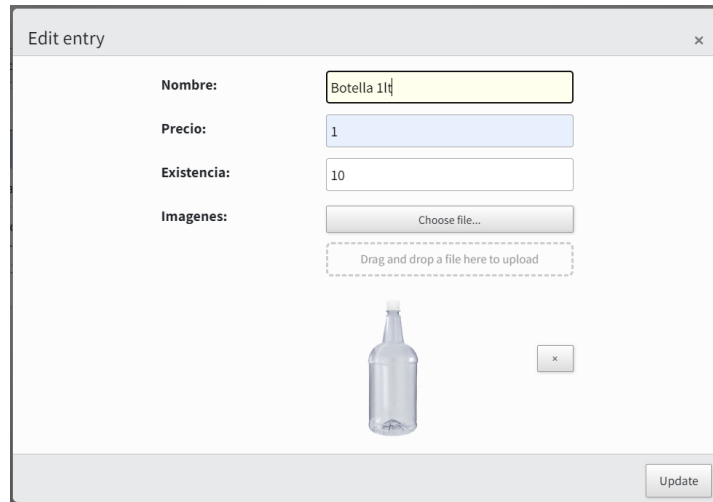 Edit entry
×
Nombre:
Botella 1lt
Precio:
1
Existencia:
10
Imagenes:
Choose file...
Drag and drop a file here to upload
×
Update